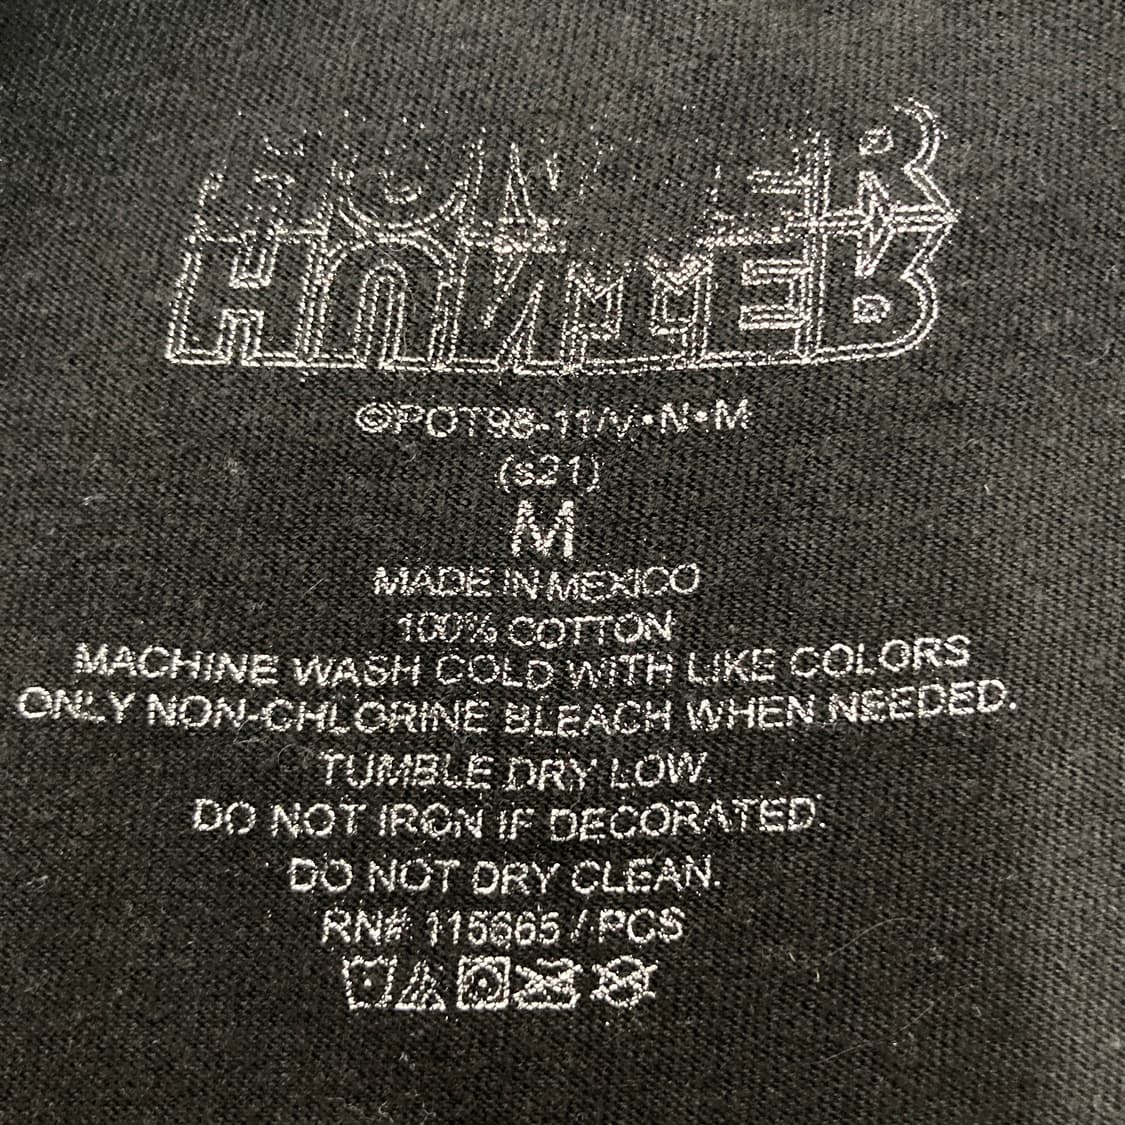 HUNTER
HUNTER
©POT98-11/V•N•M
(s21)
M
MADE IN MEXICO
100% COTTON
MACHINE WASH COLD WITH LIKE COLORS
ONLY NON-CHLORINE BLEACH WHEN NEEDED.
TUMBLE DRY LOW.
DO NOT IRON IF DECORATED.
DO NOT DRY CLEAN.
RN# 115665 / PCS